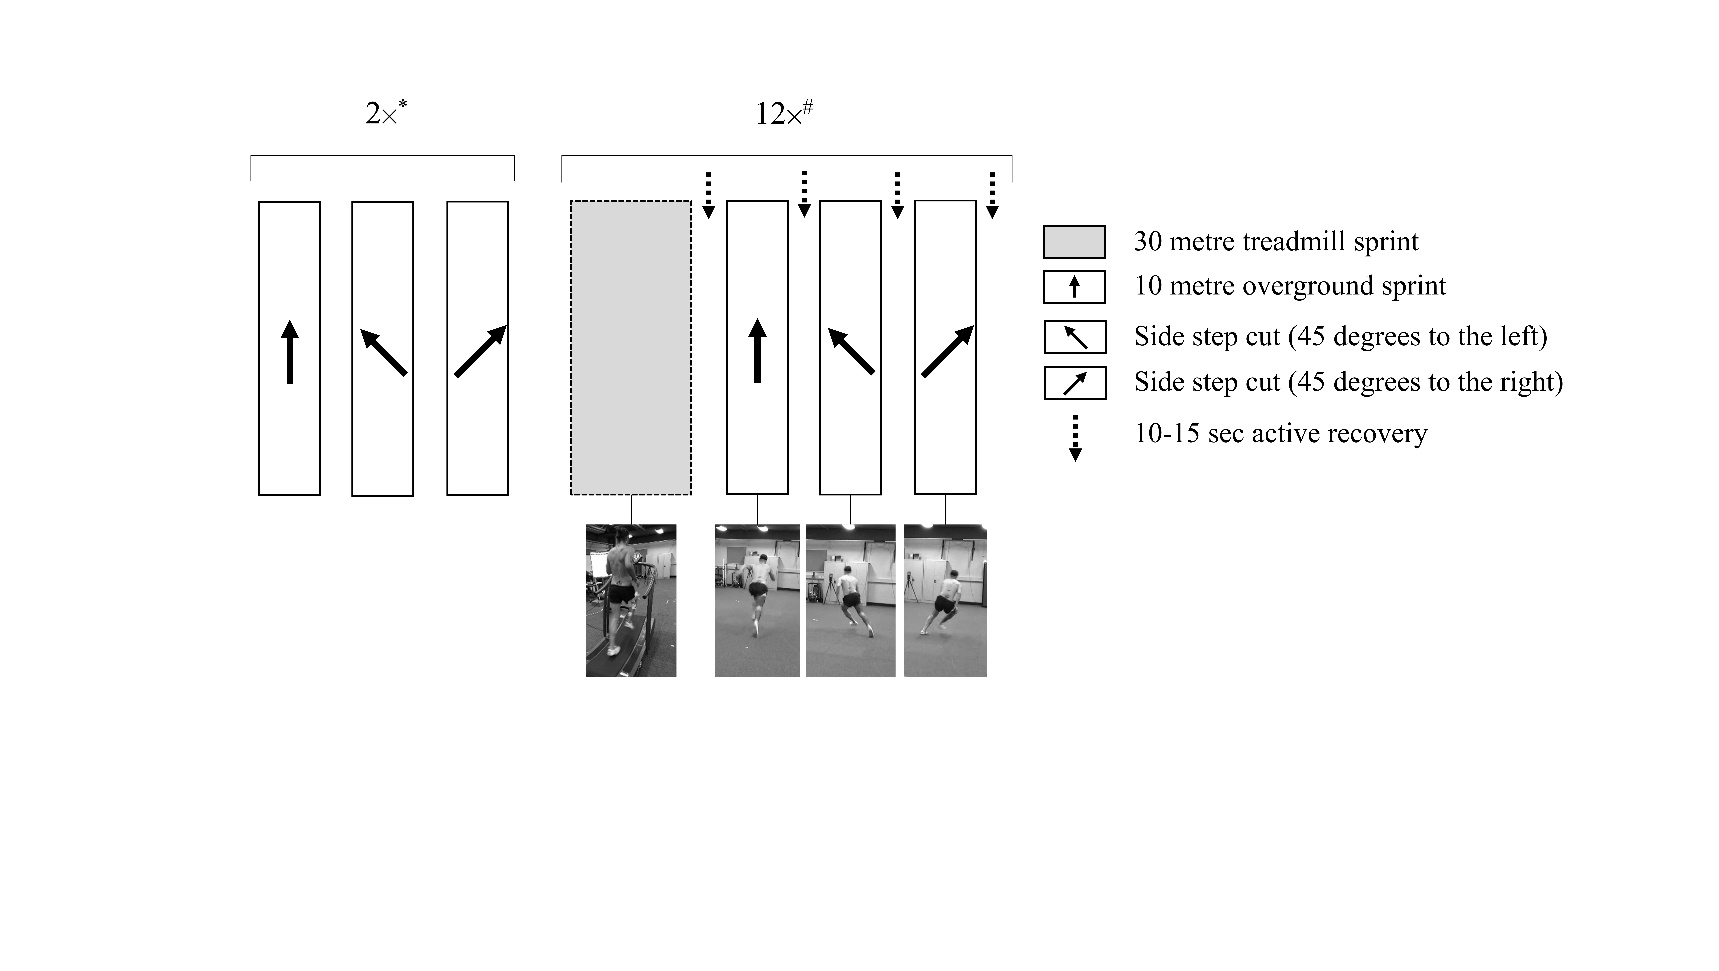 2×*
12×#
30 metre treadmill sprint
10 metre overground sprint
Side step cut (45 degrees to the left)
Side step cut (45 degrees to the right)
10-15 sec active recovery